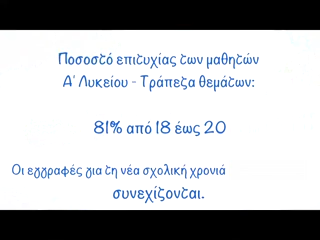 Ποσοστό επιτυχίας των μαθητών
Α' Λυκείου - Τράπεζα θεμάτων:
81% από 18 έως 20
Οι εγγραφές για τη νέα σχολική χρονιά
συνεχίζονται.